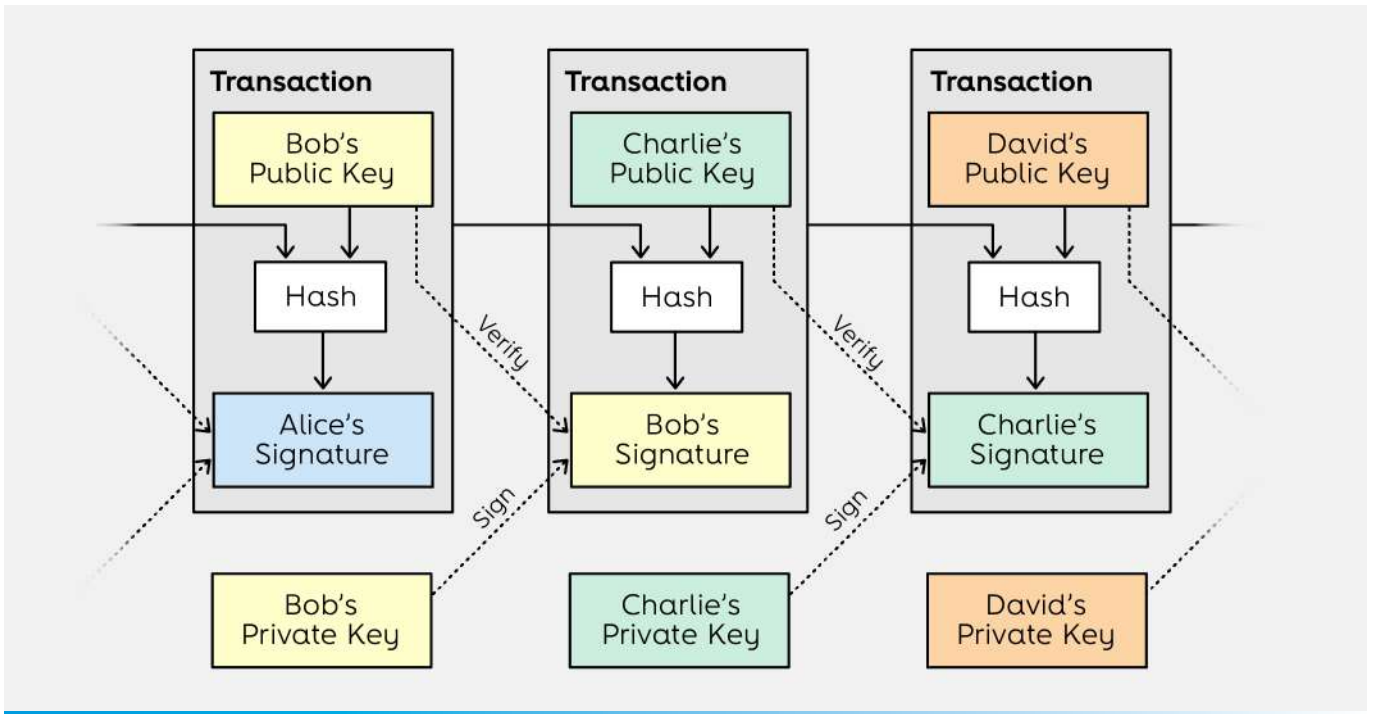 Transaction
Transaction
Transaction
Bob's
Public Key
Charlie's
Public Key
David's
Public Key
Hash
Hash
Hash
Verify
Verify
Alice's
Signature
Bob's
Signature
Charlie's
Signature
Sign
Sign
Bob's
Private Key
Charlie's
Private Key
David's
Private Key